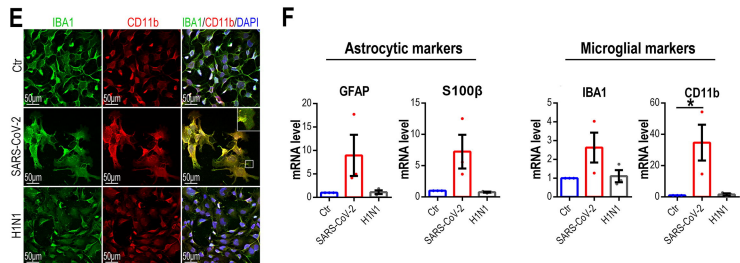 E
IBA1 CD11b IBA1/CD11b/DAPI
Ctr
50μm 50μm 50μm
SARS-CoV-2
50μm 50μm 50μm
H1N1
50μm 50μm 50μm
F
Astrocytic markers
GFAP
mRNA level
20
15
10
5
0
Ctr
SARS-CoV-2
H1N1
S100β
mRNA level
15
10
5
0
Ctr
SARS-CoV-2
H1N1
Microglial markers
IBA1
mRNA level
5
4
3
2
1
0
Ctr
SARS-CoV-2
H1N1
CD11b
mRNA level
60
40
20
0
*
Ctr
SARS-CoV-2
H1N1